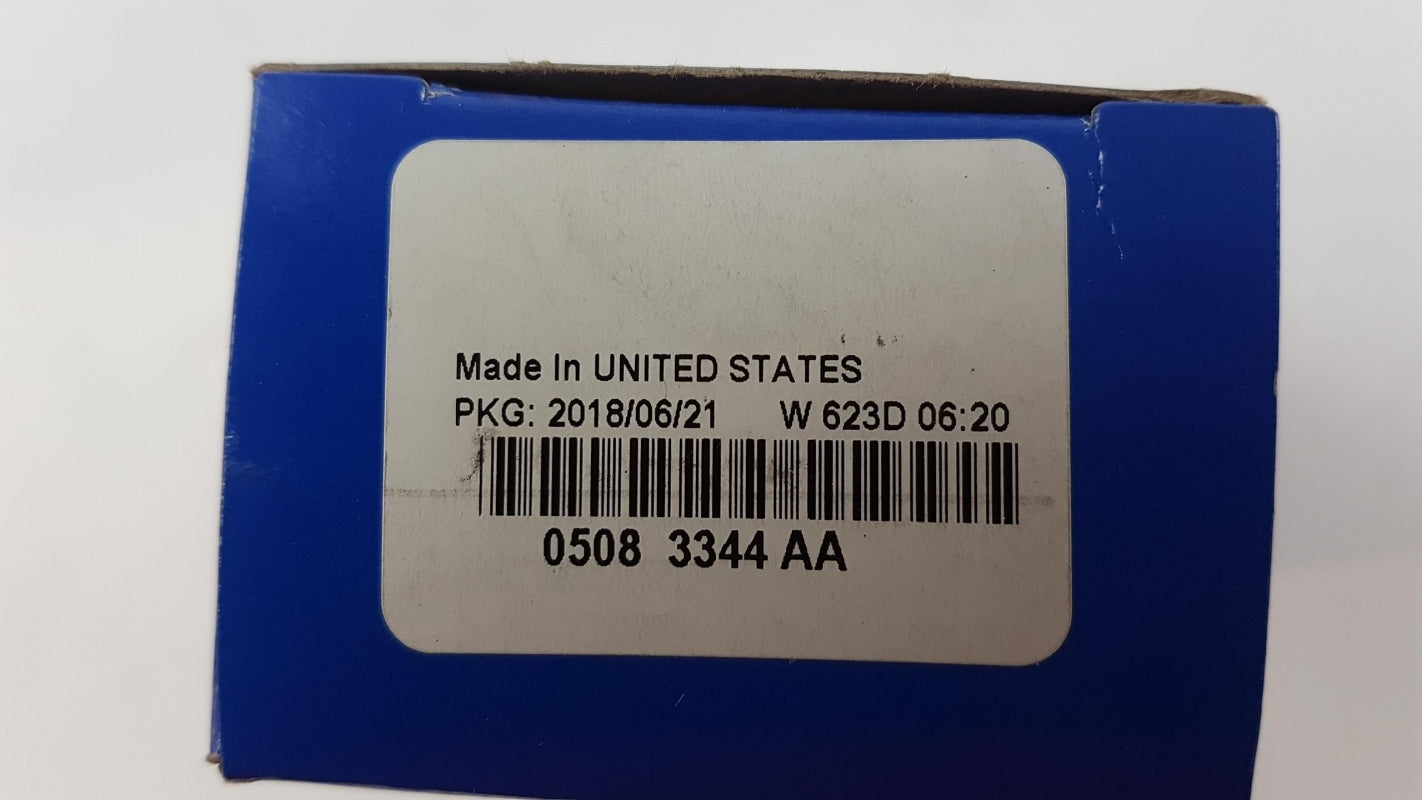 Made In UNITED STATES
PKG: 2018/06/21 W 623D 06:20
0508 3344 AA